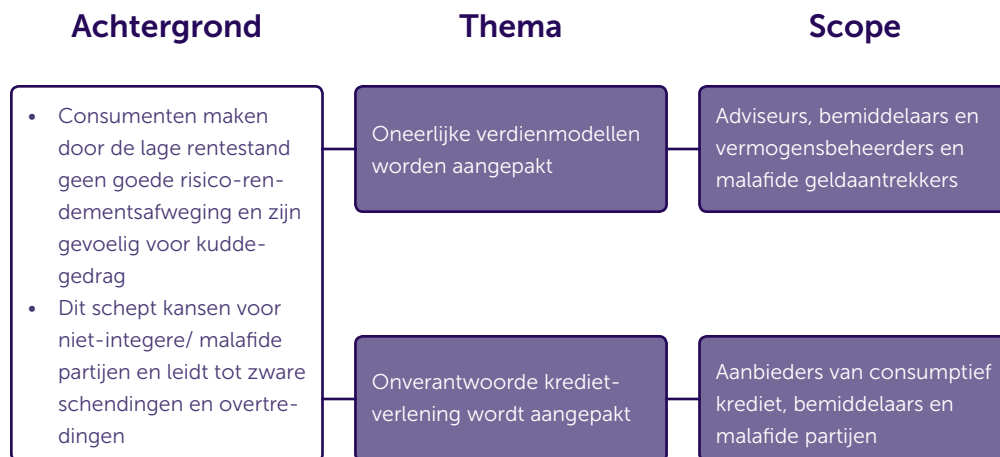 Achtergrond
Thema
Scope
• Consumenten maken
door de lage rentestand
geen goede risico-ren-
dementsafweging en zijn
gevoelig voor kudde-
gedrag
• Dit schept kansen voor
niet-integere/ malafide
partijen en leidt tot zware
schendingen en overtre-
dingen
Oneerlijke verdienmodellen
worden aangepakt
Adviseurs, bemiddelaars en
vermogensbeheerders en
malafide geldaantrekkers
Onverantwoorde krediet-
verlening wordt aangepakt
Aanbieders van consumptief
krediet, bemiddelaars en
malafide partijen